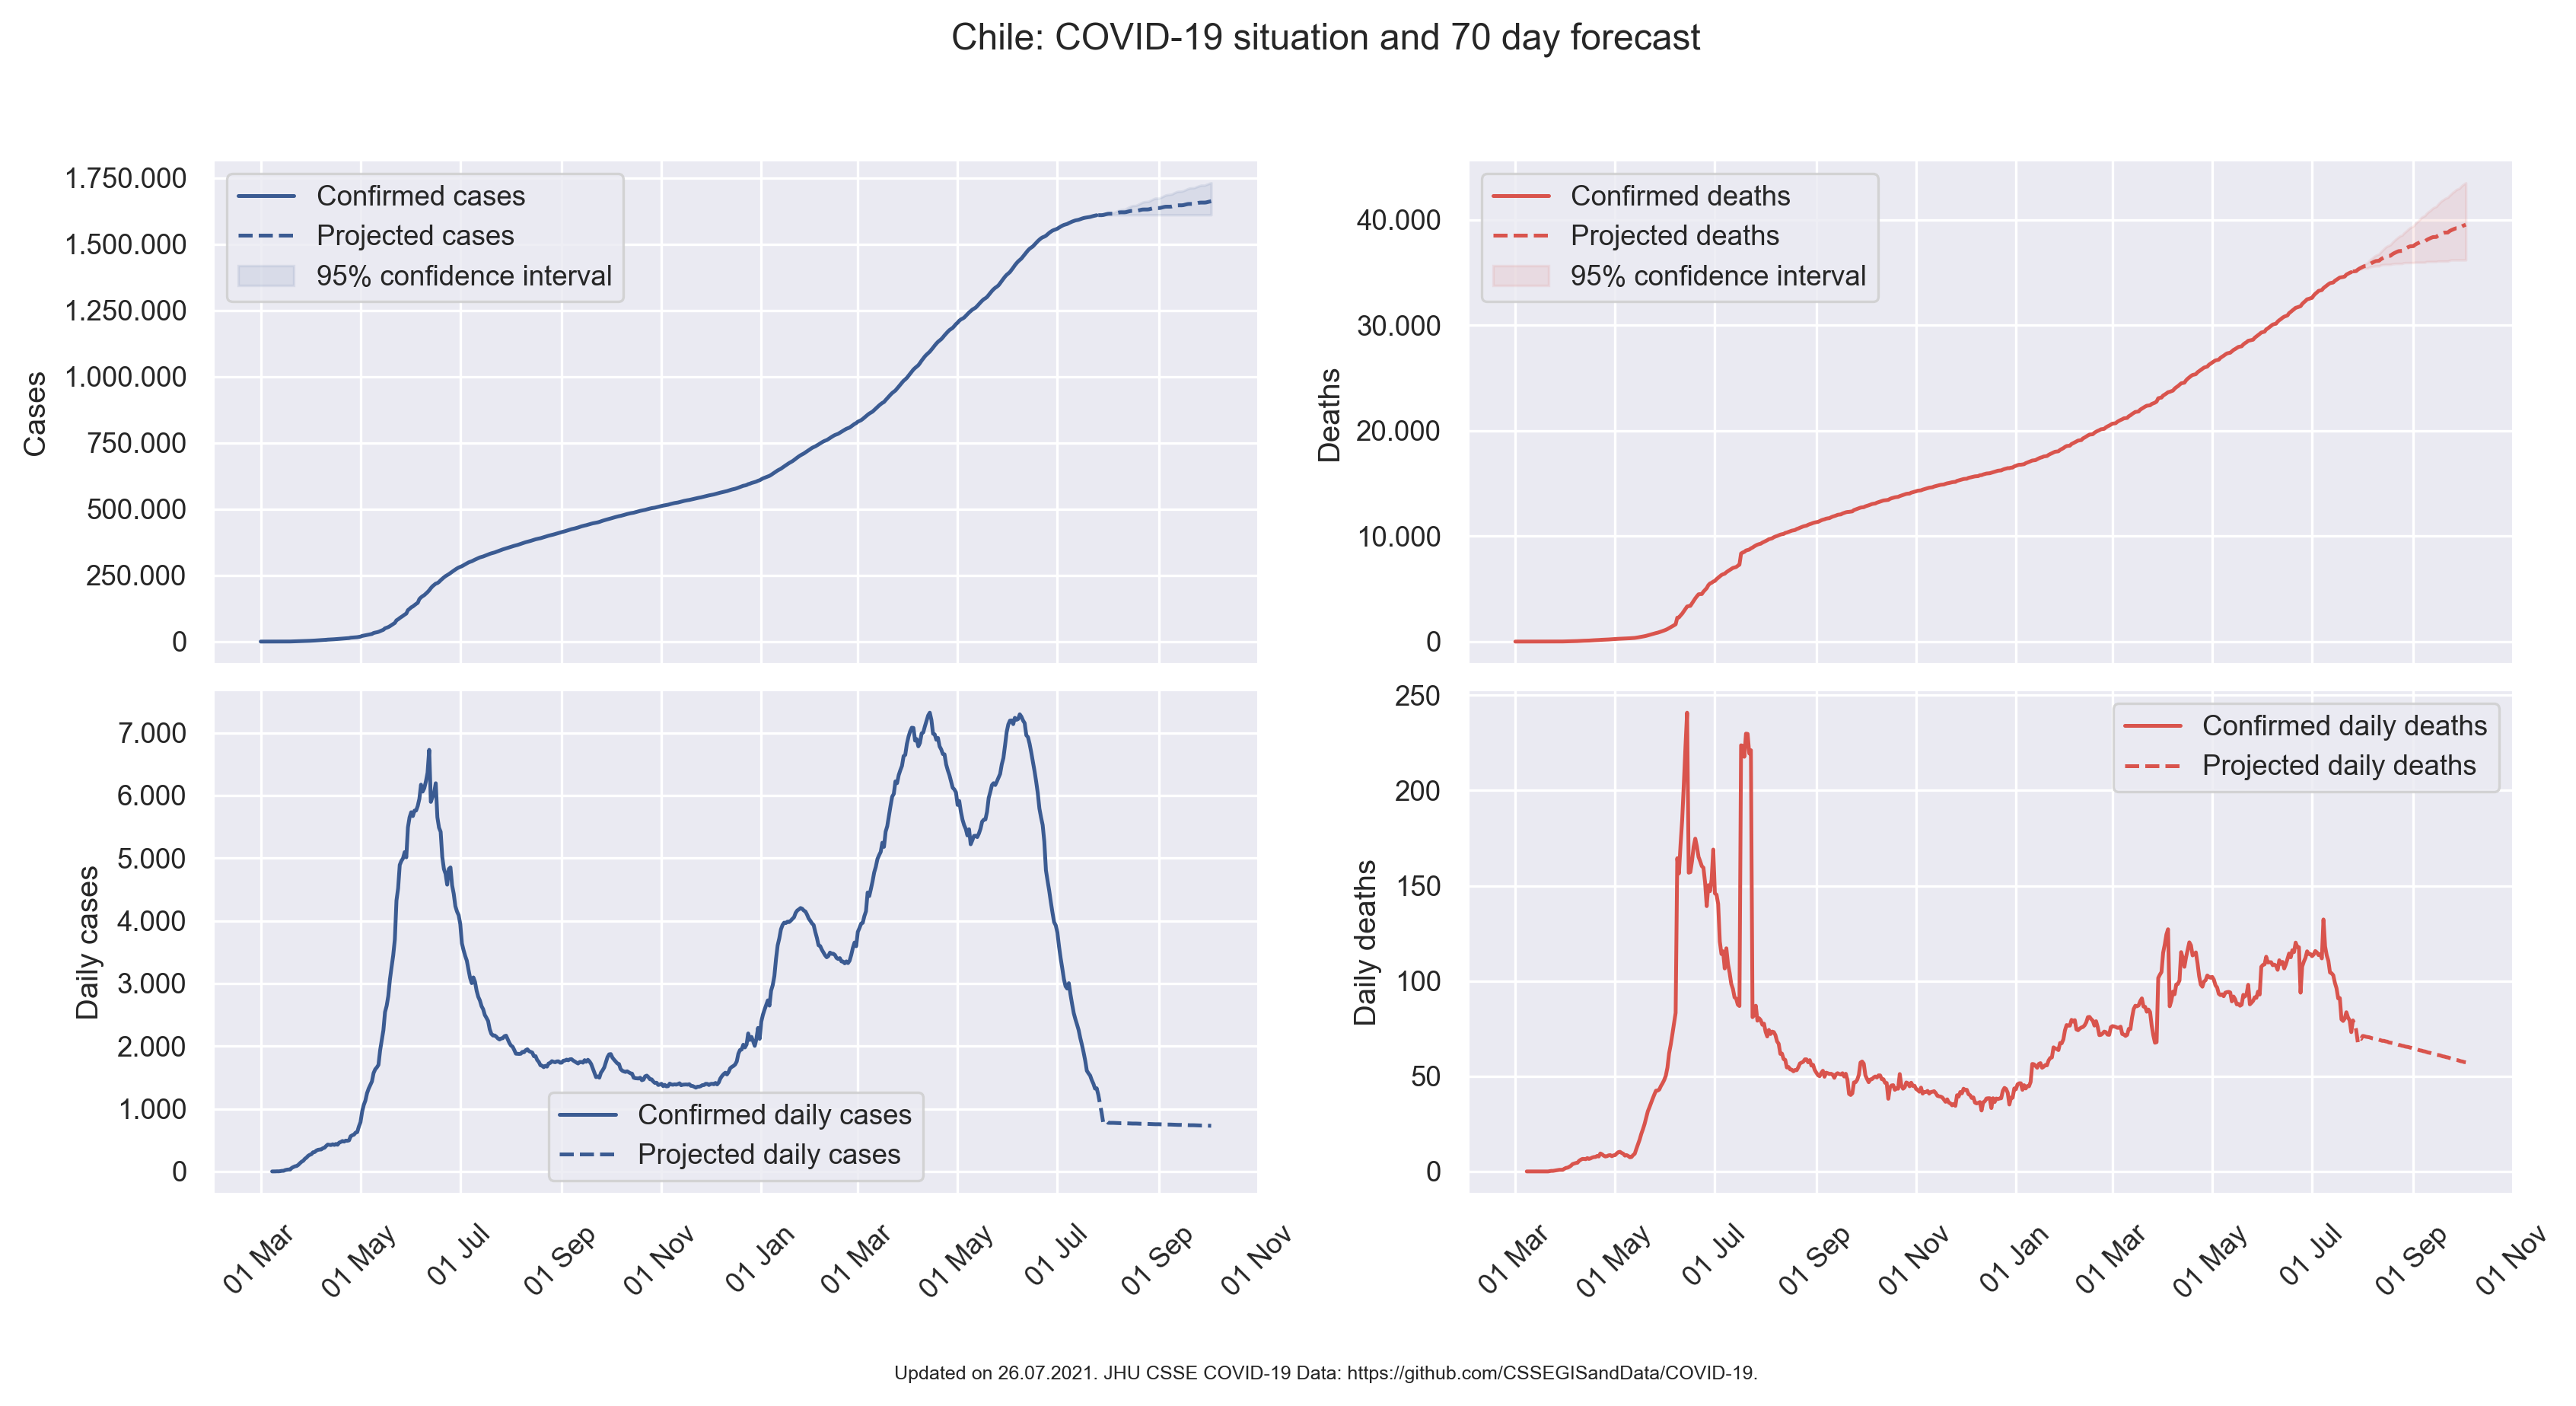 Chile: COVID-19 situation and 70 day forecast
Cases
1.750.000
1.500.000
1.250.000
1.000.000
750.000
500.000
250.000
0
Confirmed cases
Projected cases
95% confidence interval
Deaths
40.000
30.000
20.000
10.000
0
Confirmed deaths
Projected deaths
95% confidence interval
Daily cases
7.000
6.000
5.000
4.000
3.000
2.000
1.000
0
Confirmed daily cases
Projected daily cases
01 Mar
01 May
01 Jul
01 Sep
01 Nov
01 Jan
01 Mar
01 May
01 Jul
01 Sep
01 Nov
Daily deaths
250
200
150
100
50
0
Confirmed daily deaths
Projected daily deaths
01 Mar
01 May
01 Jul
01 Sep
01 Nov
01 Jan
01 Mar
01 May
01 Jul
01 Sep
01 Nov
Updated on 26.07.2021. JHU CSSE COVID-19 Data: https://github.com/CSSEGISandData/COVID-19.